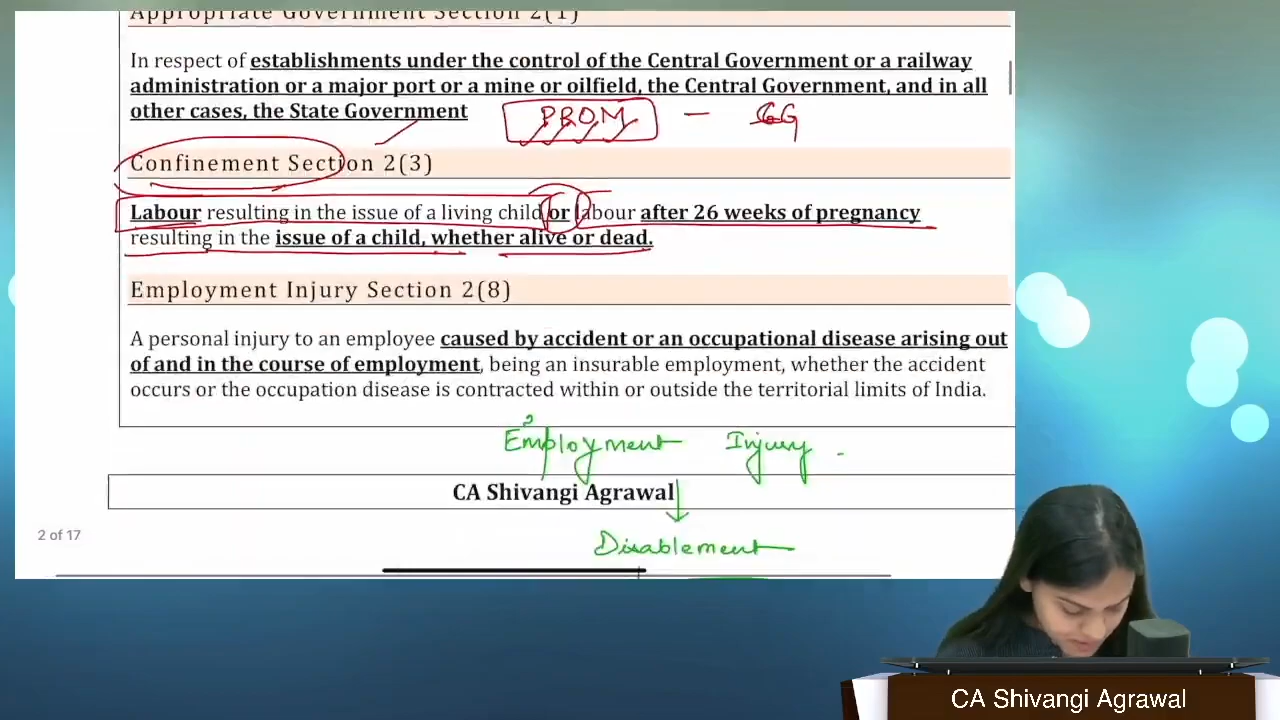 Appropriate Government Section 2(1)
In respect of establishments under the control of the Central Government or a railway
administration or a major port or a mine or oilfield, the Central Government, and in all
other cases, the State Government
PROM - CG
Confinement Section 2(3)
Labour resulting in the issue of a living child or labour after 26 weeks of pregnancy
resulting in the issue of a child, whether alive or dead.
Employment Injury Section 2(8)
A personal injury to an employee caused by accident or an occupational disease arising out
of and in the course of employment, being an insurable employment, whether the accident
occurs or the occupation disease is contracted within or outside the territorial limits of India.
Employment Injury
CA Shivangi Agrawal
2 of 17
Disablement
CA Shivangi Agrawal